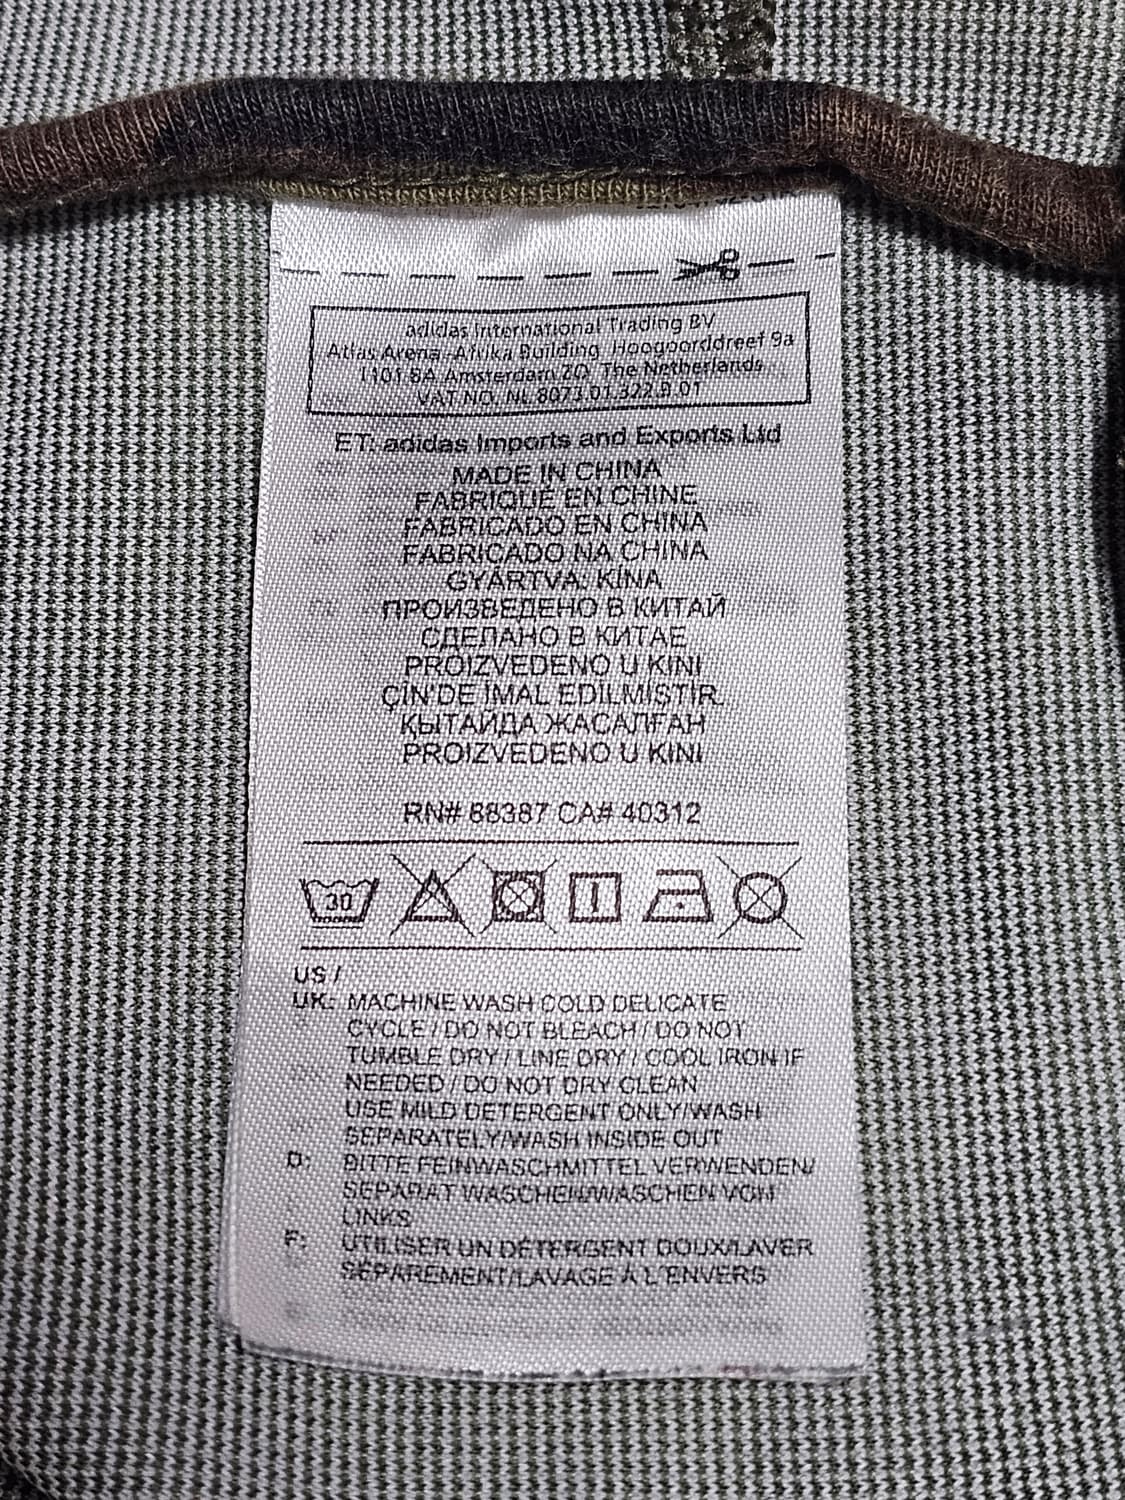 adidas International Trading BV
Atlas Arena-Afrika Building Hoogoorddreef 9a
1101 BA Amsterdam ZO The Netherlands
VAT NO. NL 8073.01.322.B.01
ET: adidas Imports and Exports Ltd
MADE IN CHINA
FABRIQUÉ EN CHINE
FABRICADO EN CHINA
FABRICADO NA CHINA
GYÁRTVA: KÍNA
ПРОИЗВЕДЕНО В КИТАЙ
СДЕЛАНО В КИТАЕ
PROIZVEDENO U KINI
ÇİN'DE İMAL EDİLMİŞTİR.
ҚЫТАЙДА ЖАСАЛҒАН
PROIZVEDENO U KINI
RN# 88387 CA# 40312
30
US /
UK: MACHINE WASH COLD DELICATE
CYCLE / DO NOT BLEACH / DO NOT
TUMBLE DRY / LINE DRY / COOL IRON IF
NEEDED / DO NOT DRY CLEAN
USE MILD DETERGENT ONLY/WASH
SEPARATELY/WASH INSIDE OUT
D: BITTE FEINWASCHMITTEL VERWENDEN/
SEPARAT WASCHEN/WASCHEN VON
LINKS
F: UTILISER UN DÉTERGENT DOUX/LAVER
SÉPAREMENT/LAVAGE À L'ENVERS